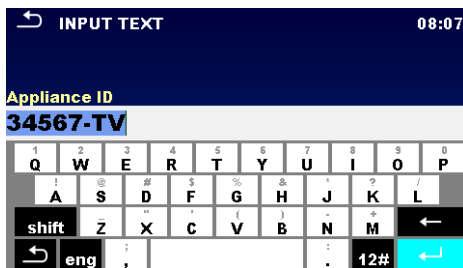 INPUT TEXT 08:07
Appliance ID
34567-TV
1 2 3 4 5 6 7 8 9 0
Q W E R T Y U I O P
! @ # $ % & * ? /
A S D F G H J K L
_ " ' ( ) - +
shift Z X C V B N M ←
; :
eng , . 12#